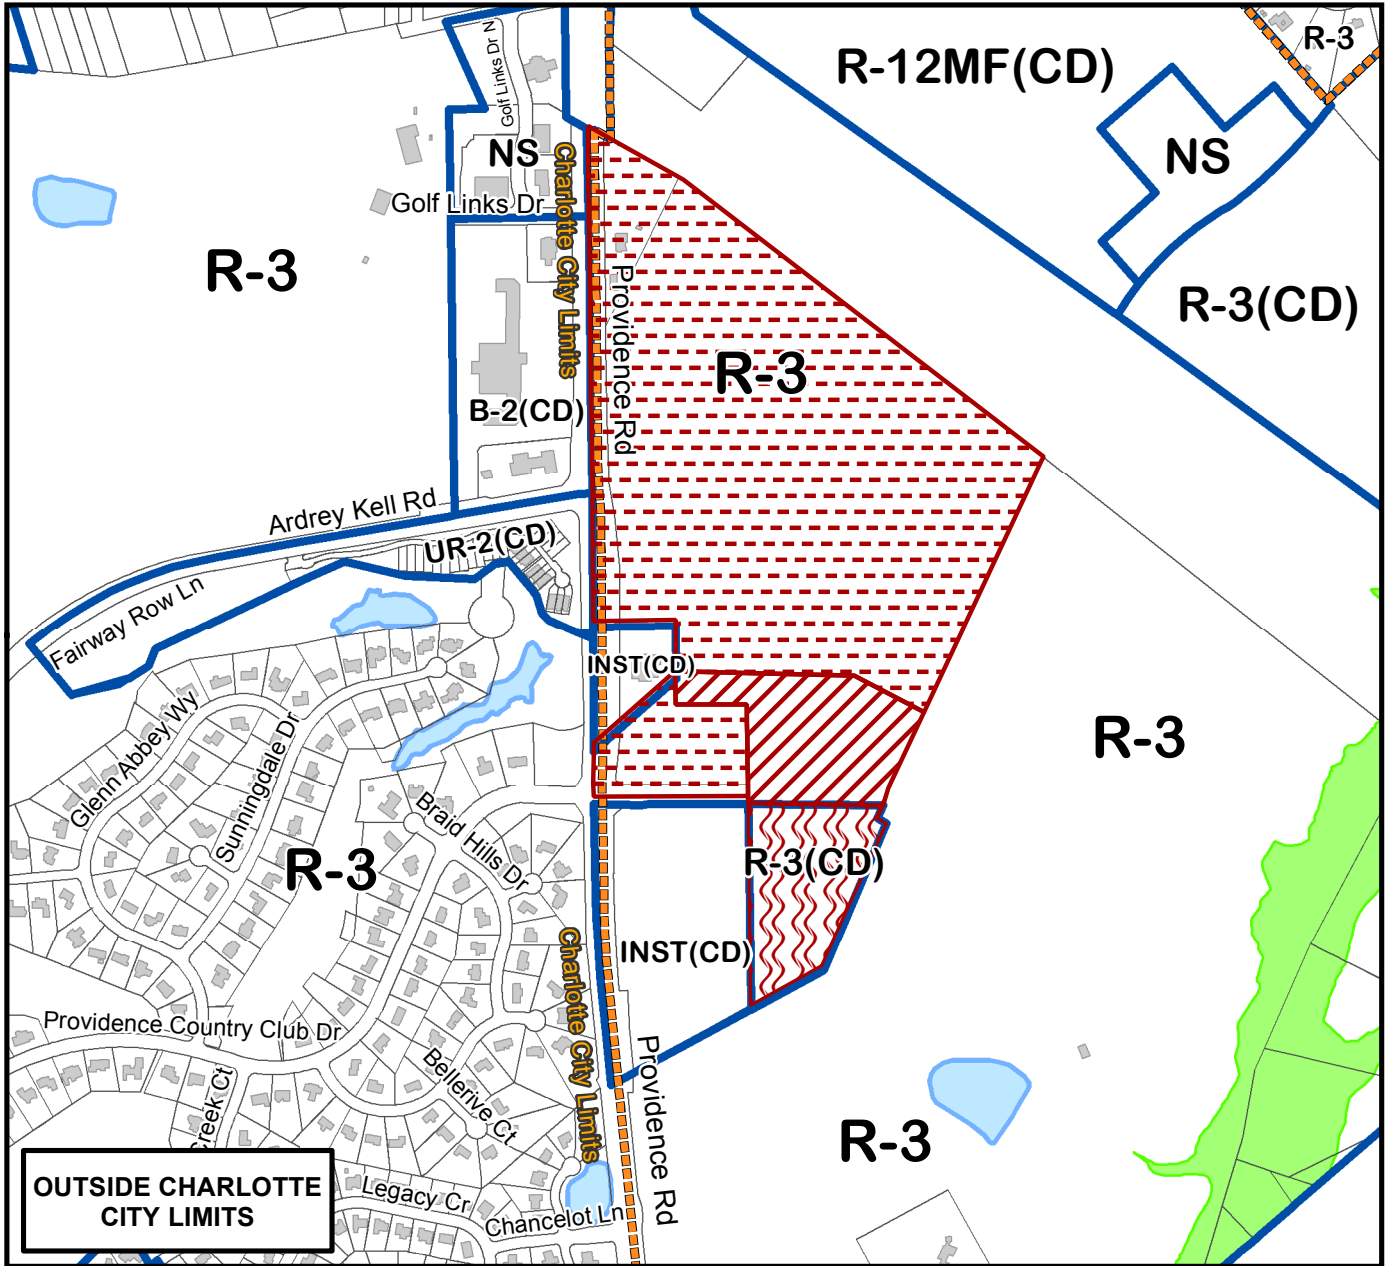 R-3
R-12MF(CD)
Golf Links Dr N
NS
NS
Charlotte City Limits
Golf Links Dr
R-3
Providence Rd
R-3(CD)
R-3
B-2(CD)
Ardrey Kell Rd
UR-2(CD)
Fairway Row Ln
INST(CD)
Glenn Abbey Wy
Sunningdale Dr
R-3
Braid Hills Dr
R-3
R-3(CD)
INST(CD)
Charlotte City Limits
Providence Country Club Dr
Bellerive Ct
Providence Rd
Creek Ct
R-3
OUTSIDE CHARLOTTE
CITY LIMITS
Legacy Cr
Chancelot Ln